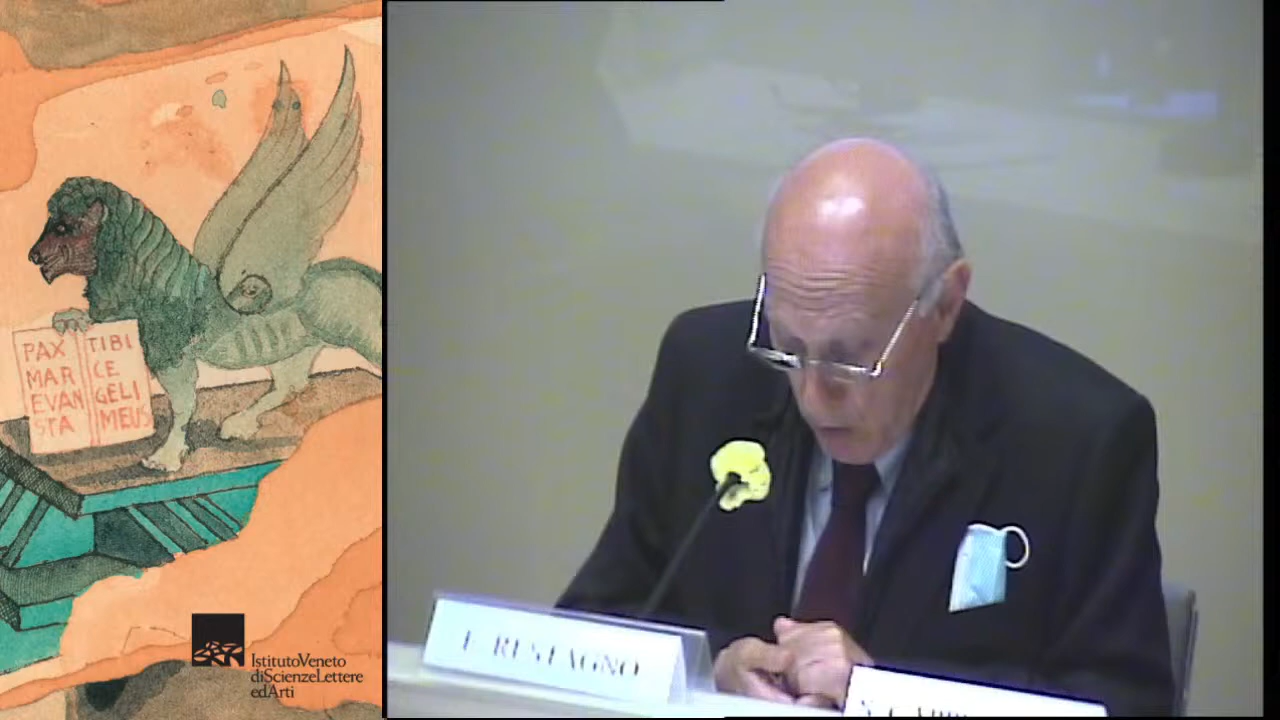 PAX
MAR
EVAN
STA
TIBI
CE
GELI
MEUS
IstitutoVeneto
diScienzeLettere
edArti
RESTAGNO